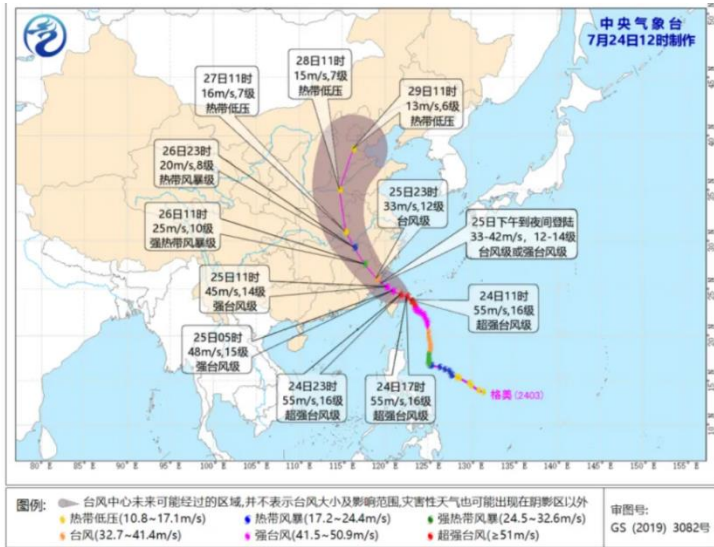 中央气象台
7月24日12时制作
28日11时
15m/s,7级
热带低压
27日11时
16m/s,7级
热带低压
29日11时
13m/s,6级
热带低压
26日23时
20m/s,8级
热带风暴级
25日23时
33m/s,12级
台风级
26日11时
25m/s,10级
强热带风暴级
25日下午到夜间登陆
33-42m/s，12-14级
台风级或强台风级
25日11时
45m/s,14级
强台风级
24日11时
55m/s,16级
超强台风级
25日05时
48m/s,15级
强台风级
24日23时
55m/s,16级
超强台风级
24日17时
55m/s,16级
超强台风级
格美(2403)
50° N
45° N
40° N
35° N
30° N
25° N
20° N
15° N
10° N
80° E 85° E 90° E 95° E 100° E 105° E 110° E 115° E 120° E 125° E 130° E 135° E 140° E 145° E 150° E 155° E
图例:
台风中心未来可能经过的区域,并不表示台风大小及影响范围,灾害性天气也可能出现在阴影区以外
热带低压(10.8~17.1m/s) 热带风暴(17.2~24.4m/s) 强热带风暴(24.5~32.6m/s)
台风(32.7~41.4m/s) 强台风(41.5~50.9m/s) 超强台风(≥51m/s)
审图号:
GS (2019) 3082号